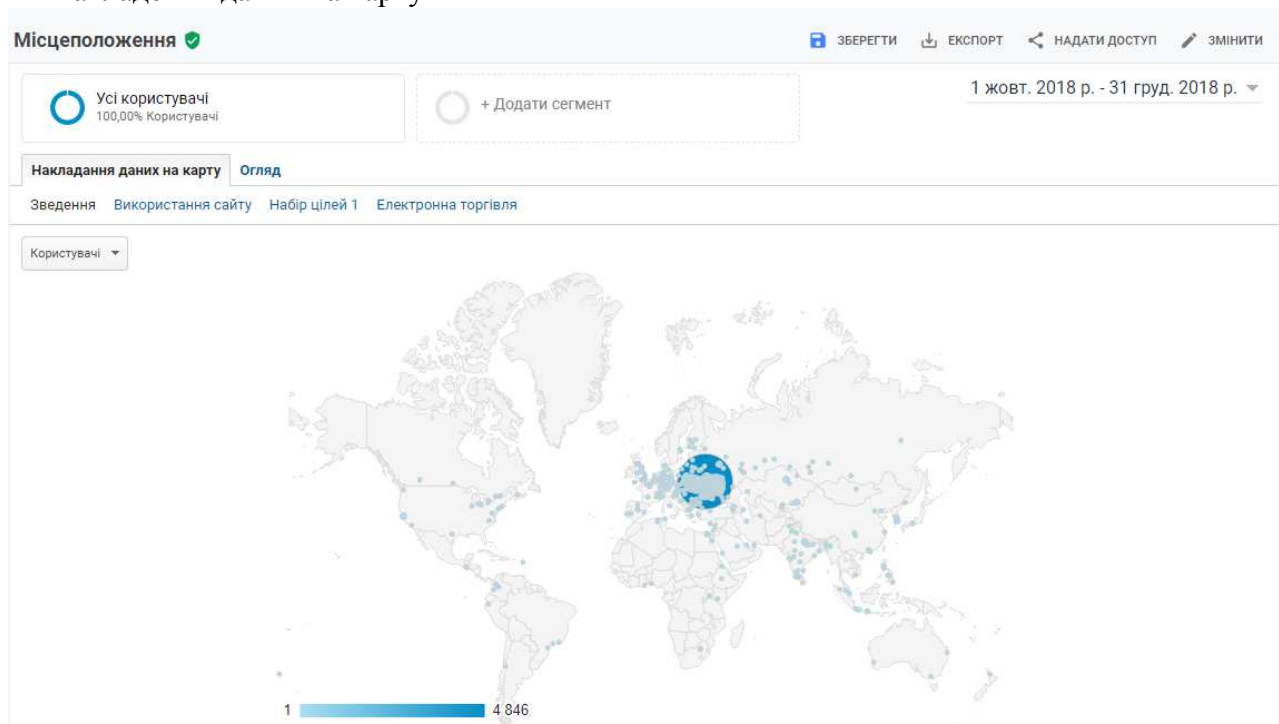 Місцеположення
ЗБЕРЕГТИ ЕКСПОРТ НАДАТИ ДОСТУП ЗМІНИТИ
Усі користувачі
100,00% Користувачі
+ Додати сегмент
1 жовт. 2018 р. - 31 груд. 2018 р.
Накладання даних на карту Огляд
Зведення Використання сайту Набір цілей 1 Електронна торгівля
Користувачі
1 4 846